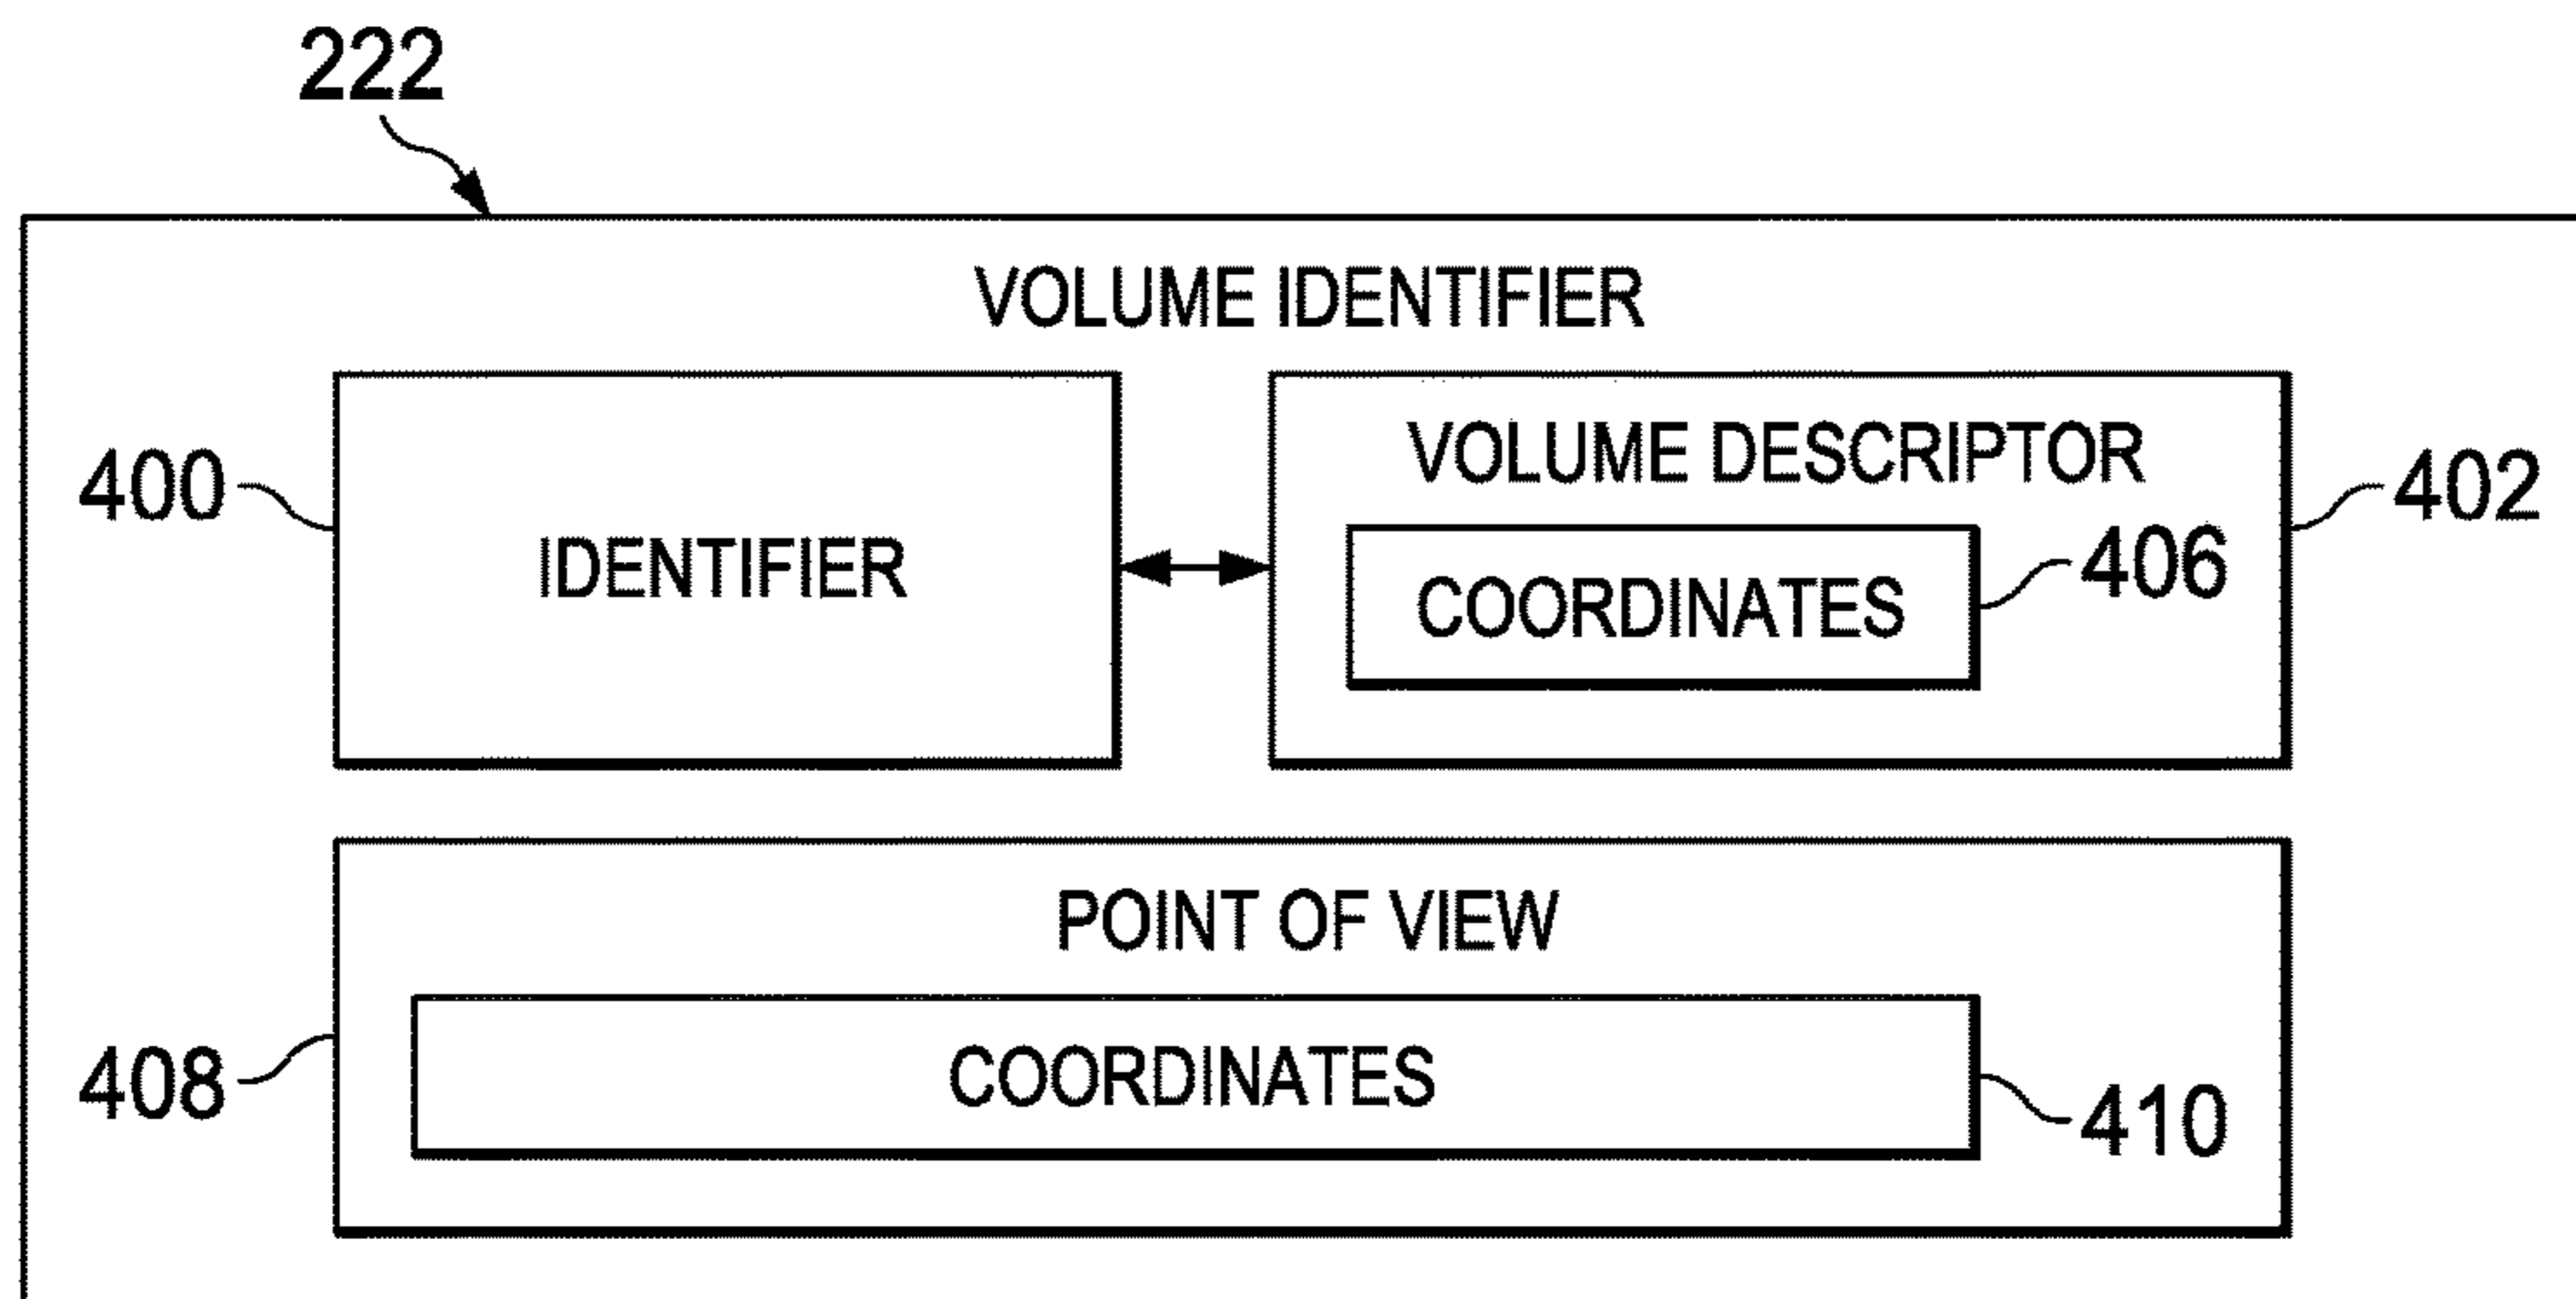 222
VOLUME IDENTIFIER
400
IDENTIFIER
VOLUME DESCRIPTOR
402
COORDINATES
406
POINT OF VIEW
408
COORDINATES
410